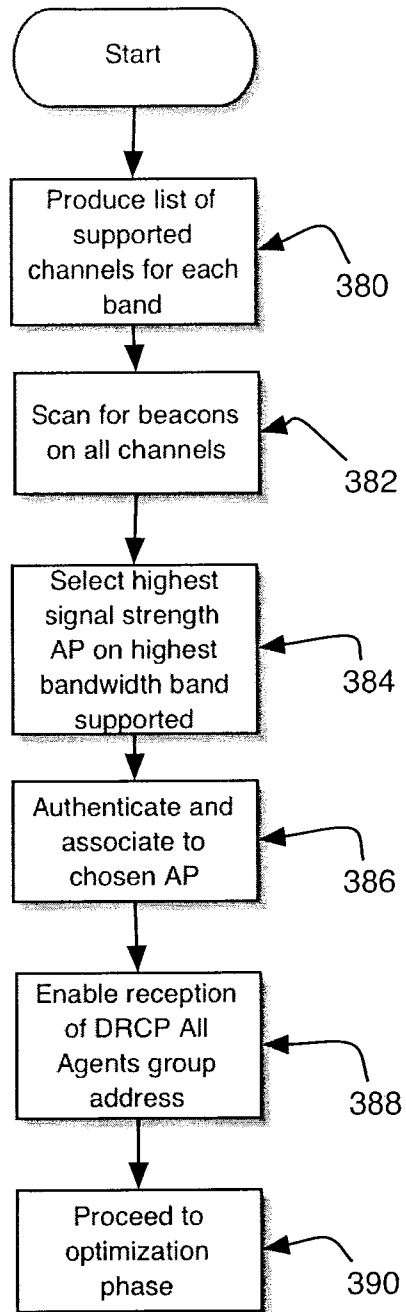 Start
Produce list of
supported
channels for each
band
380
Scan for beacons
on all channels
382
Select highest
signal strength
AP on highest
bandwidth band
supported
384
Authenticate and
associate to
chosen AP
386
Enable reception
of DRCP All
Agents group
address
388
Proceed to
optimization
phase
390